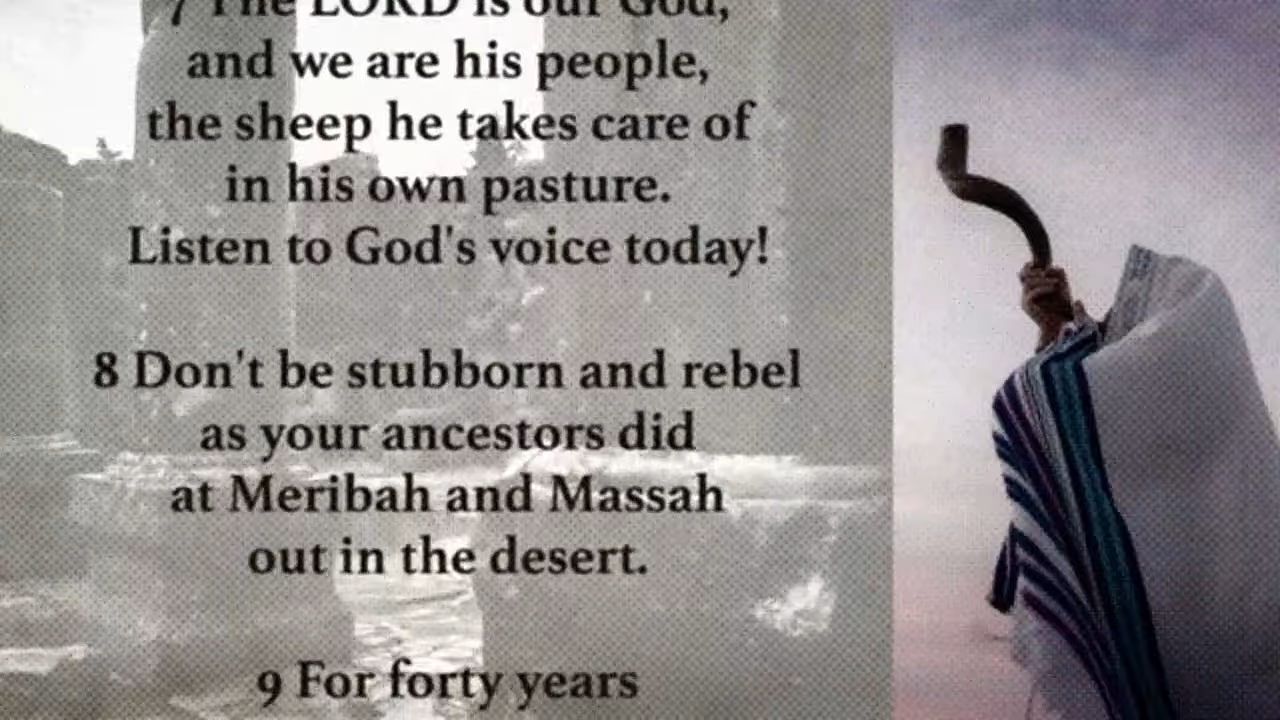 7 The LORD is our God,
and we are his people,
the sheep he takes care of
in his own pasture.
Listen to God's voice today!
8 Don't be stubborn and rebel
as your ancestors did
at Meribah and Massah
out in the desert.
9 For forty years